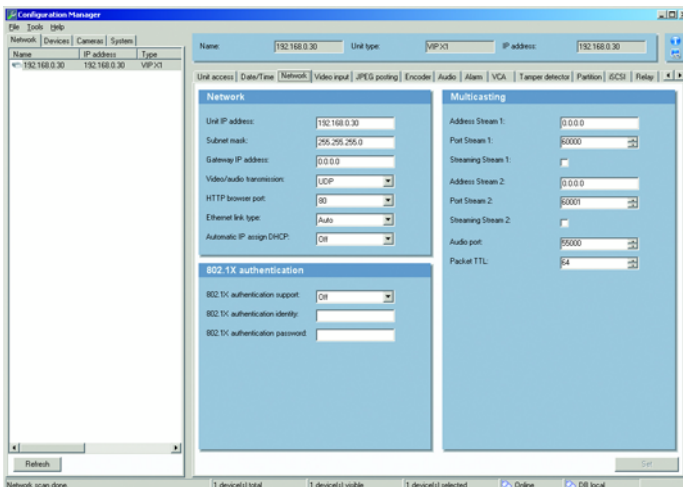 Configuration Manager
File Tools Help
Network Devices Cameras System
Name IP address Type
192.168.0.30 192.168.0.30 VIP X1
Name: 192.168.0.30 Unit type: VIP X1 IP address: 192.168.0.30
Unit access Date/Time Network Video input JPEG posting Encoder Audio Alarm VCA Tamper detector Partition iSCSI Relay
Network
Unit IP address: 192.168.0.30
Subnet mask: 255.255.255.0
Gateway IP address: 0.0.0.0
Video/audio transmission: UDP
HTTP browser port: 80
Ethernet link type: Auto
Automatic IP assign DHCP: Off
802.1X authentication
802.1X authentication support: Off
802.1X authentication identity:
802.1X authentication password:
Multicasting
Address Stream 1: 0.0.0.0
Port Stream 1: 60000
Streaming Stream 1:
Address Stream 2: 0.0.0.0
Port Stream 2: 60001
Streaming Stream 2:
Audio port: 55000
Packet TTL: 64
Refresh
Set
Network scan done. 1 device(s) total 1 device(s) visible 1 device(s) selected Online DB local